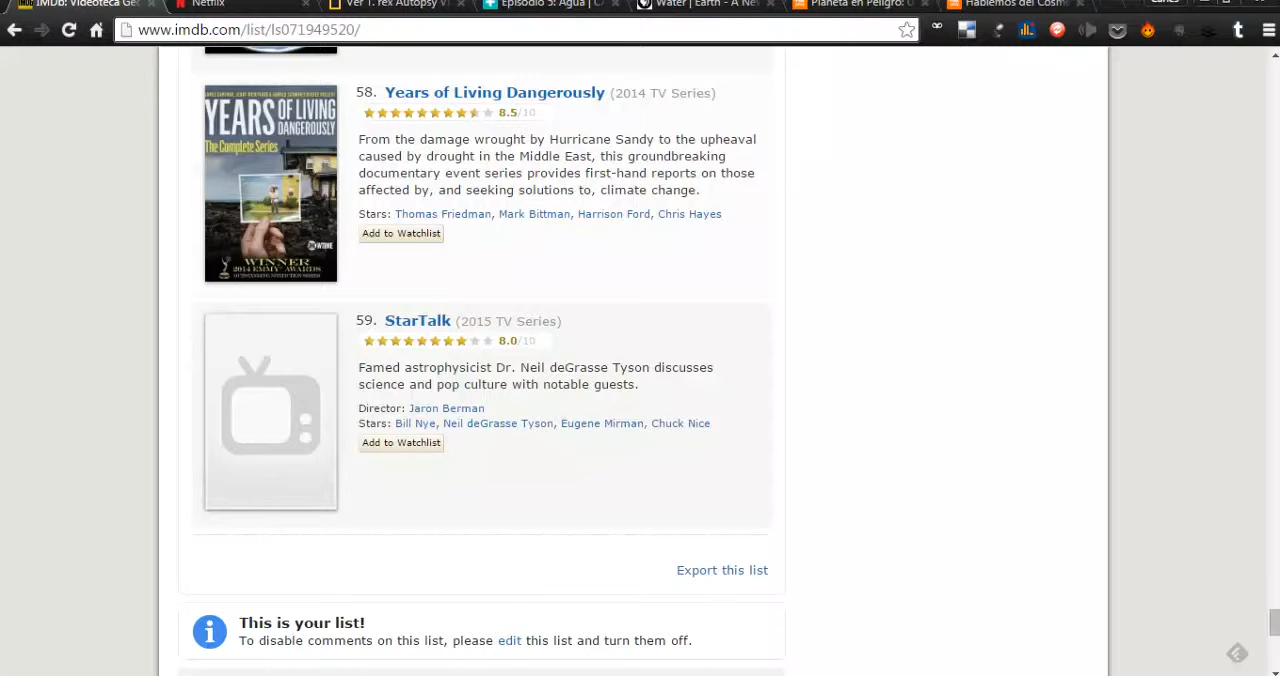 IMDb: Videoteca Geo
Netflix
Ver T. rex Autopsy
Episodio 5: Agua | C
Water | Earth - A New
Planeta en Peligro: 
Hablemos del Cosm
www.imdb.com/list/ls071949520/
YEARS OF LIVING
DANGEROUSLY
The Complete Series
SHOWTIME
WINNER
2014 EMMY AWARDS
OUTSTANDING NONFICTION SERIES
58. Years of Living Dangerously (2014 TV Series)
8.5/10
From the damage wrought by Hurricane Sandy to the upheaval
caused by drought in the Middle East, this groundbreaking
documentary event series provides first-hand reports on those
affected by, and seeking solutions to, climate change.
Stars: Thomas Friedman, Mark Bittman, Harrison Ford, Chris Hayes
Add to Watchlist
59. StarTalk (2015 TV Series)
8.0/10
Famed astrophysicist Dr. Neil deGrasse Tyson discusses
science and pop culture with notable guests.
Director: Jaron Berman
Stars: Bill Nye, Neil deGrasse Tyson, Eugene Mirman, Chuck Nice
Add to Watchlist
Export this list
This is your list!
To disable comments on this list, please edit this list and turn them off.